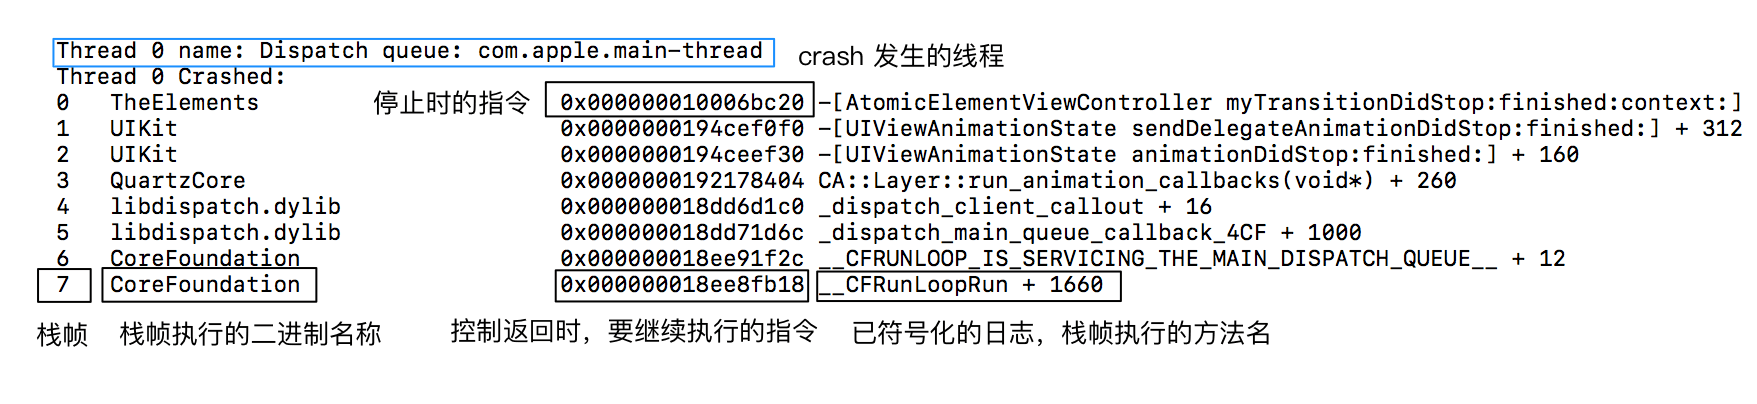 Thread 0 name: Dispatch queue: com.apple.main-thread crash 发生的线程
Thread 0 Crashed:
0 TheElements 停止时的指令 0x000000010006bc20 -[AtomicElementViewController myTransitionDidStop:finished:context:]
1 UIKit 0x0000000194cef0f0 -[UIViewAnimationState sendDelegateAnimationDidStop:finished:] + 312
2 UIKit 0x0000000194ceef30 -[UIViewAnimationState animationDidStop:finished:] + 160
3 QuartzCore 0x0000000192178404 CA::Layer::run_animation_callbacks(void*) + 260
4 libdispatch.dylib 0x000000018dd6d1c0 _dispatch_client_callout + 16
5 libdispatch.dylib 0x000000018dd71d6c _dispatch_main_queue_callback_4CF + 1000
6 CoreFoundation 0x000000018ee91f2c __CFRUNLOOP_IS_SERVICING_THE_MAIN_DISPATCH_QUEUE__ + 12
7 CoreFoundation 0x000000018ee8fb18 __CFRunLoopRun + 1660
栈帧 栈帧执行的二进制名称 控制返回时，要继续执行的指令 已符号化的日志，栈帧执行的方法名